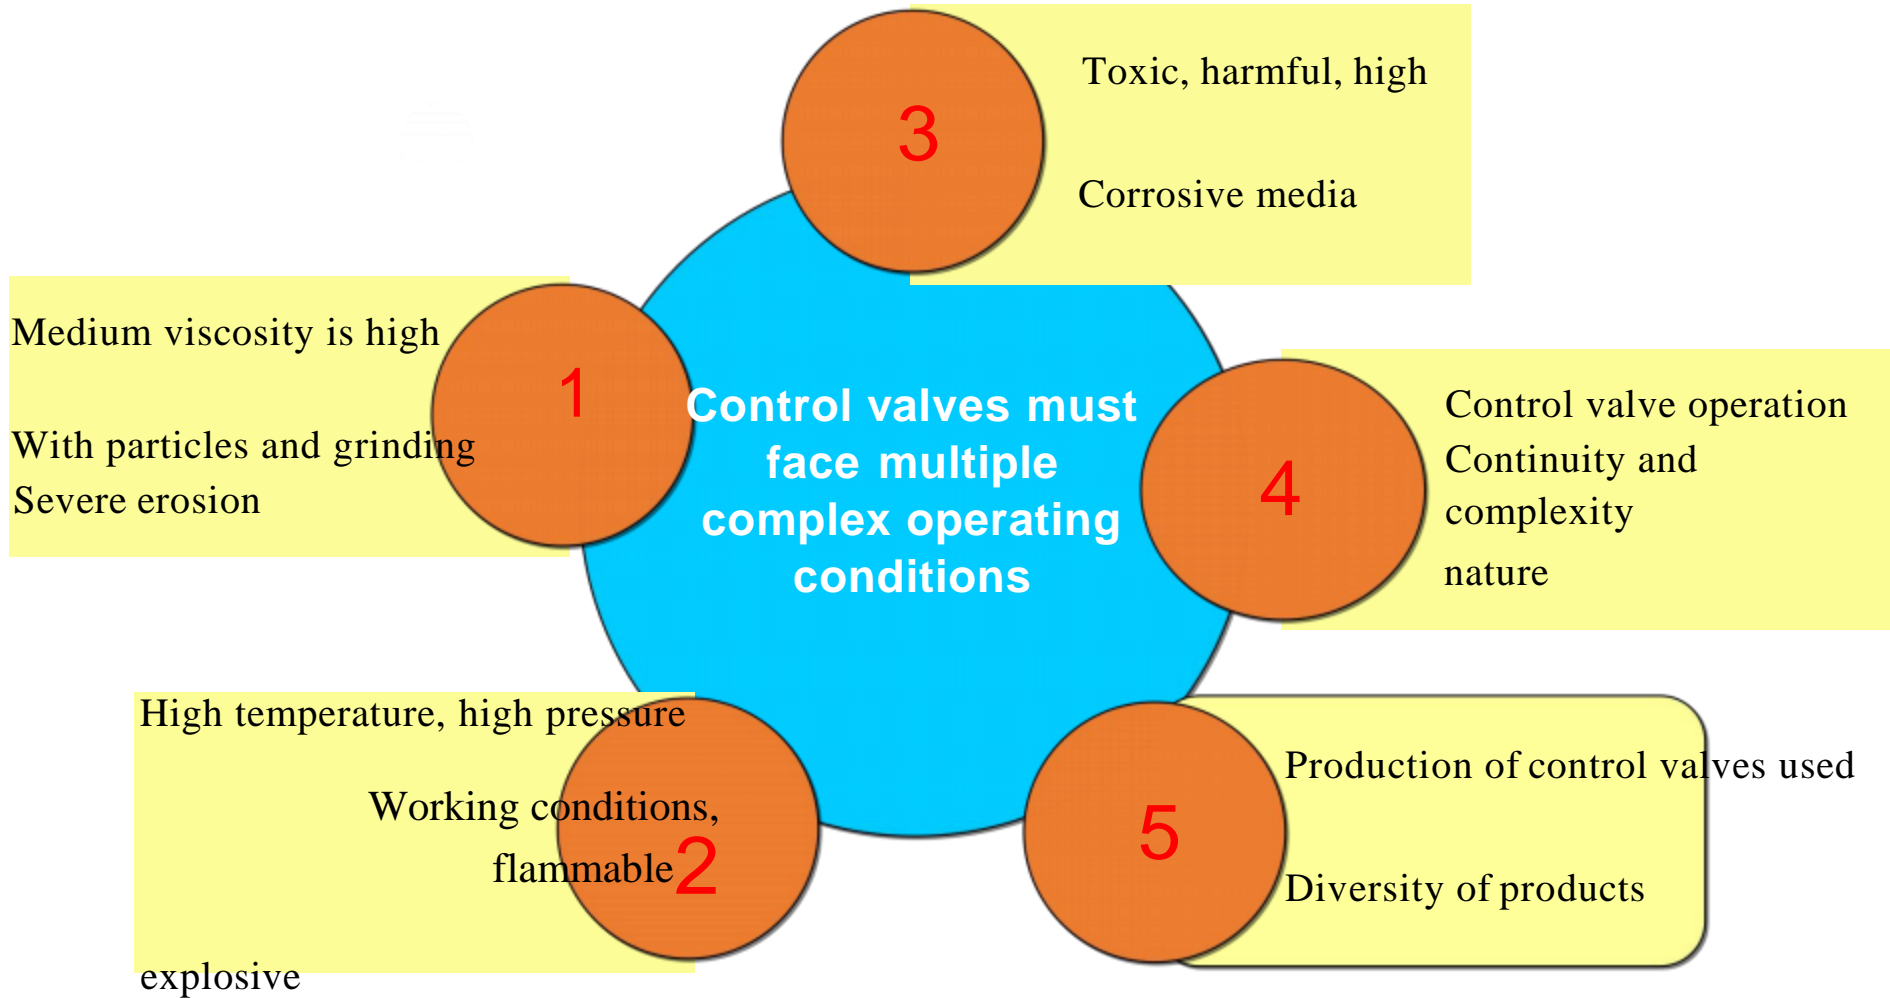 3
Toxic, harmful, high
Corrosive media
Medium viscosity is high
With particles and grinding
Severe erosion
1
Control valves must
face multiple
complex operating
conditions
4
Control valve operation
Continuity and
complexity
nature
High temperature, high pressure
Working conditions,
flammable
2
explosive
5
Production of control valves used
Diversity of products